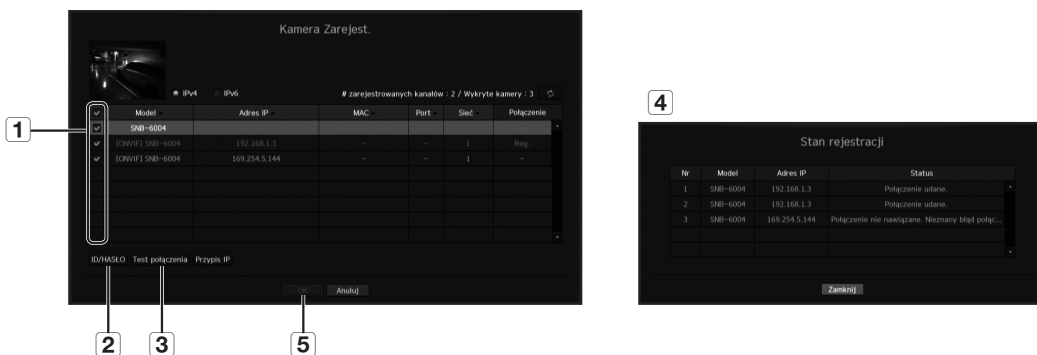 Kamera Zarejest.
IPv4 IPv6 # zarejestrowanych kanałów : 2 / Wykryte kamery : 3
Model Adres IP MAC Port Sieć Połączenie
SNB-6004
[ONVIF] SNB-6004 192.168.1.3 – – 1 Reg.
[ONVIF] SNB-6004 169.254.5.144 – – 1 –
ID/HASŁO Test połączenia Przypis IP
OK Anuluj
1
2
3
5
4
Stan rejestracji
Nr Model Adres IP Status
1 SNB-6004 192.168.1.3 Połączenie udane.
2 SNB-6004 192.168.1.3 Połączenie udane.
3 SNB-6004 169.254.5.144 Połączenie nie nawiązane. Nieznany błąd połąc...
Zamknij